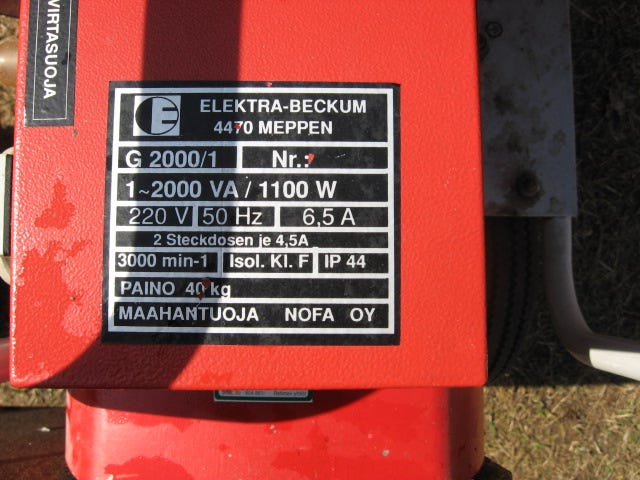 VIRTASUOJA
ELEKTRA-BECKUM
4470 MEPPEN
G 2000/1 Nr.:
1~2000 VA / 1100 W
220 V 50 Hz 6,5 A
2 Steckdosen je 4,5A
3000 min-1 Isol. Kl. F IP 44
PAINO 40 kg
MAAHANTUOJA NOFA OY